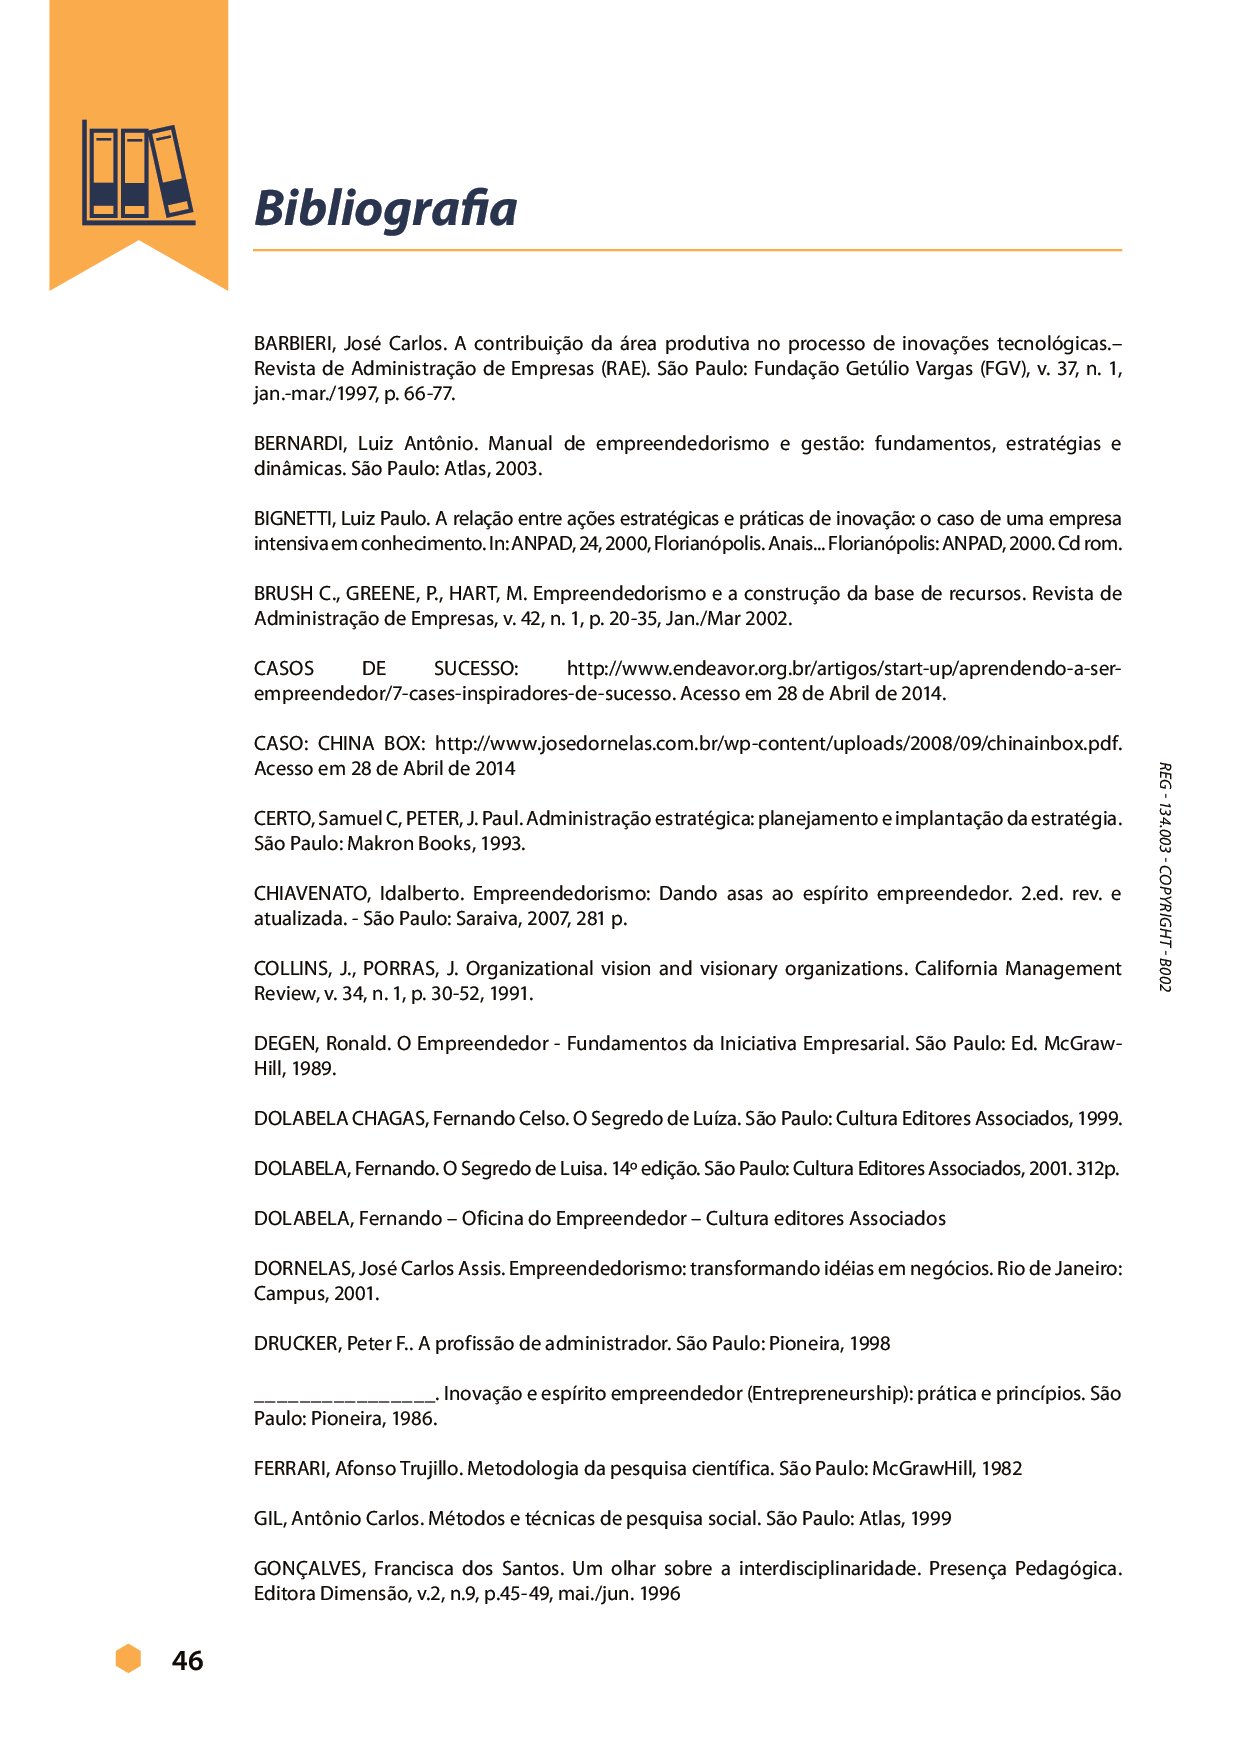 Bibliografia
BARBIERI, José Carlos. A contribuição da área produtiva no processo de inovações tecnológicas.–
Revista de Administração de Empresas (RAE). São Paulo: Fundação Getúlio Vargas (FGV), v. 37, n. 1,
jan.-mar./1997, p. 66-77.
BERNARDI, Luiz Antônio. Manual de empreendedorismo e gestão: fundamentos, estratégias e
dinâmicas. São Paulo: Atlas, 2003.
BIGNETTI, Luiz Paulo. A relação entre ações estratégicas e práticas de inovação: o caso de uma empresa
intensiva em conhecimento. In: ANPAD, 24, 2000, Florianópolis. Anais... Florianópolis: ANPAD, 2000. Cd rom.
BRUSH C., GREENE, P., HART, M. Empreendedorismo e a construção da base de recursos. Revista de
Administração de Empresas, v. 42, n. 1, p. 20-35, Jan./Mar 2002.
CASOS DE SUCESSO: http://www.endeavor.org.br/artigos/start-up/aprendendo-a-ser-
empreendedor/7-cases-inspiradores-de-sucesso. Acesso em 28 de Abril de 2014.
CASO: CHINA BOX: http://www.josedornelas.com.br/wp-content/uploads/2008/09/chinainbox.pdf.
Acesso em 28 de Abril de 2014
CERTO, Samuel C, PETER, J. Paul. Administração estratégica: planejamento e implantação da estratégia.
São Paulo: Makron Books, 1993.
CHIAVENATO, Idalberto. Empreendedorismo: Dando asas ao espírito empreendedor. 2.ed. rev. e
atualizada. - São Paulo: Saraiva, 2007, 281 p.
COLLINS, J., PORRAS, J. Organizational vision and visionary organizations. California Management
Review, v. 34, n. 1, p. 30-52, 1991.
DEGEN, Ronald. O Empreendedor - Fundamentos da Iniciativa Empresarial. São Paulo: Ed. McGraw-
Hill, 1989.
DOLABELA CHAGAS, Fernando Celso. O Segredo de Luíza. São Paulo: Cultura Editores Associados, 1999.
DOLABELA, Fernando. O Segredo de Luisa. 14º edição. São Paulo: Cultura Editores Associados, 2001. 312p.
DOLABELA, Fernando – Oficina do Empreendedor – Cultura editores Associados
DORNELAS, José Carlos Assis. Empreendedorismo: transformando idéias em negócios. Rio de Janeiro:
Campus, 2001.
DRUCKER, Peter F.. A profissão de administrador. São Paulo: Pioneira, 1998
________________. Inovação e espírito empreendedor (Entrepreneurship): prática e princípios. São
Paulo: Pioneira, 1986.
FERRARI, Afonso Trujillo. Metodologia da pesquisa científica. São Paulo: McGrawHill, 1982
GIL, Antônio Carlos. Métodos e técnicas de pesquisa social. São Paulo: Atlas, 1999
GONÇALVES, Francisca dos Santos. Um olhar sobre a interdisciplinaridade. Presença Pedagógica.
Editora Dimensão, v.2, n.9, p.45-49, mai./jun. 1996
REG - 134.003 - COPYRIGHT - B002
46